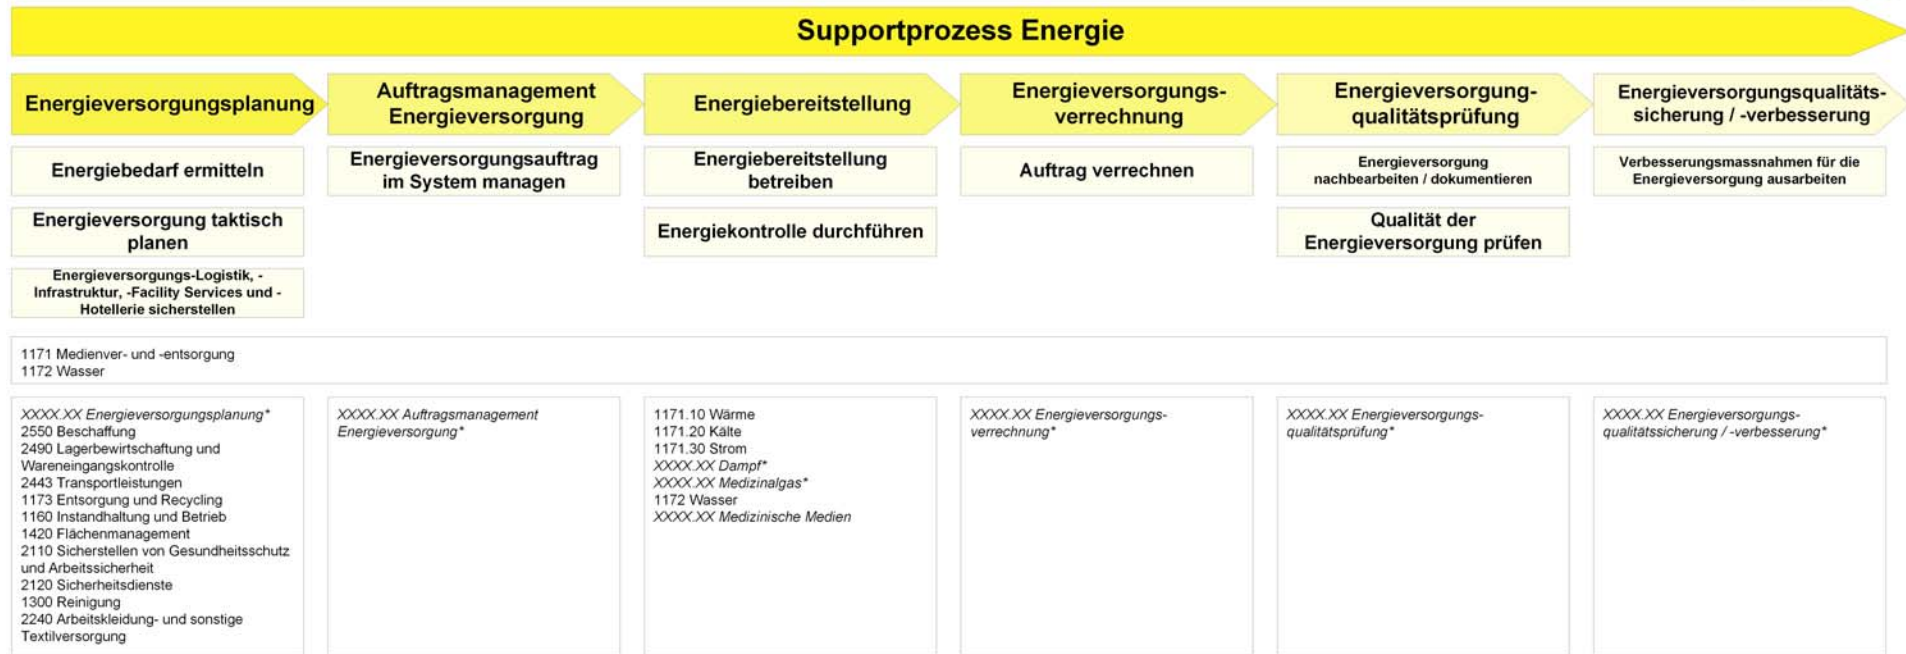 Supportprozess Energie
Energieversorgungsplanung
Auftragsmanagement
Energieversorgung
Energiebereitstellung
Energieversorgungs-
verrechnung
Energieversorgung-
qualitätsprüfung
Energieversorgungsqualitäts-
sicherung / -verbesserung
Energiebedarf ermitteln
Energieversorgungsauftrag
im System managen
Energiebereitstellung
betreiben
Auftrag verrechnen
Energieversorgung
nachbearbeiten / dokumentieren
Verbesserungsmassnahmen für die
Energieversorgung ausarbeiten
Energieversorgung taktisch
planen
Energiekontrolle durchführen
Qualität der
Energieversorgung prüfen
Energieversorgungs-Logistik, -
Infrastruktur, -Facility Services und -
Hotellerie sicherstellen
1171 Medienver- und -entsorgung
1172 Wasser
XXXX.XX Energieversorgungsplanung*
2550 Beschaffung
2490 Lagerbewirtschaftung und
Wareneingangskontrolle
2443 Transportleistungen
1173 Entsorgung und Recycling
1160 Instandhaltung und Betrieb
1420 Flächenmanagement
2110 Sicherstellen von Gesundheitsschutz
und Arbeitssicherheit
2120 Sicherheitsdienste
1300 Reinigung
2240 Arbeitskleidung- und sonstige
Textilversorgung
XXXX.XX Auftragsmanagement
Energieversorgung*
1171.10 Wärme
1171.20 Kälte
1171.30 Strom
XXXX.XX Dampf*
XXXX.XX Medizinalgas*
1172 Wasser
XXXX.XX Medizinische Medien
XXXX.XX Energieversorgungs-
verrechnung*
XXXX.XX Energieversorgungs-
qualitätsprüfung*
XXXX.XX Energieversorgungs-
qualitätssicherung / -verbesserung*